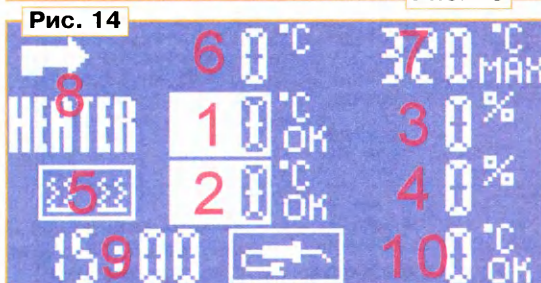 Рис. 14
6 0 °C 7 320 °C MAX
8
HEATER 1 0 °C OK 3 0 %
5 2 0 °C OK 4 0 %
15900 9 10 0 °C OK